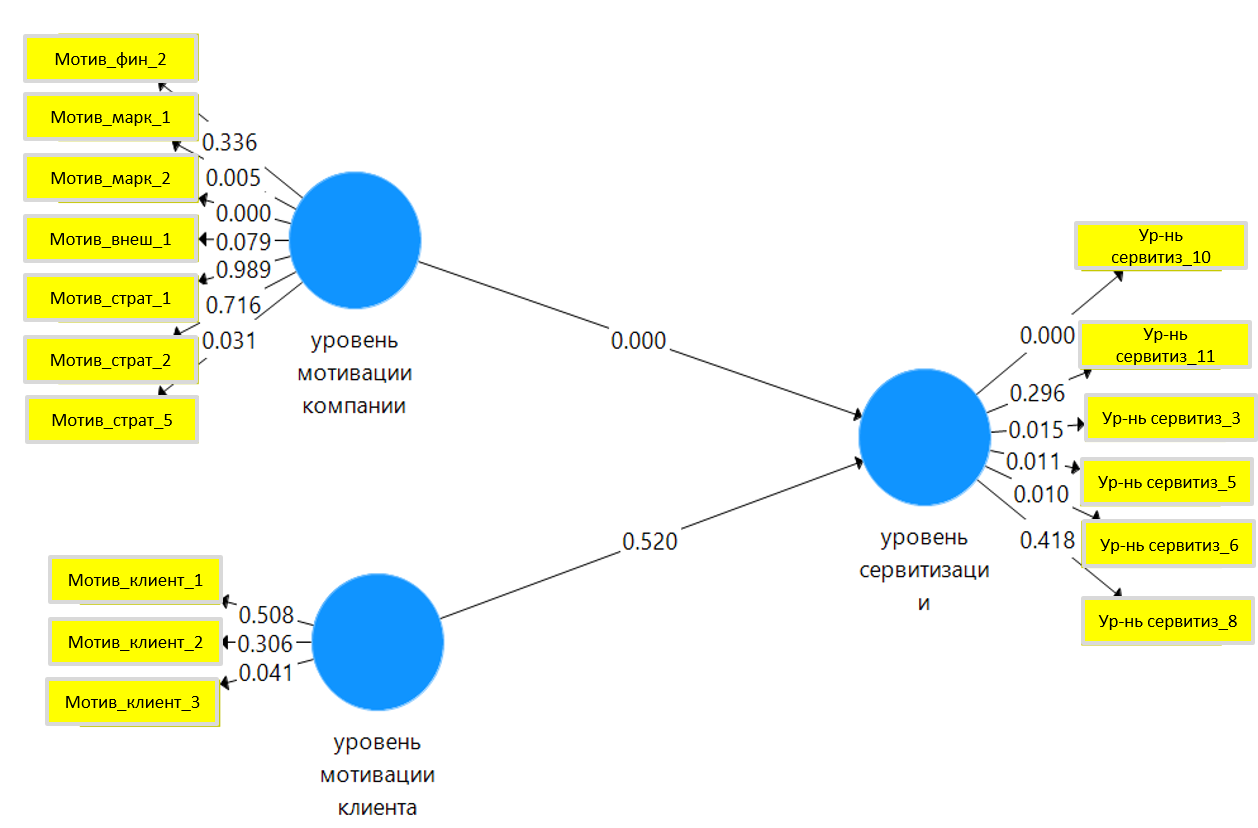 Мотив_фин_2
Мотив_марк_1
0.336
Мотив_марк_2
0.005
0.000
Мотив_внеш_1
0.079
0.989
Мотив_страт_1
0.716
Мотив_страт_2
0.031
Мотив_страт_5
уровень
мотивации
компании
0.000
Ур-нь
сервитиз_10
0.000
Ур-нь
сервитиз_11
0.296
Ур-нь сервитиз_3
0.015
0.011
Ур-нь сервитиз_5
0.010
Ур-нь сервитиз_6
0.418
Ур-нь сервитиз_8
уровень
сервитизаци
и
0.520
Мотив_клиент_1
0.508
Мотив_клиент_2
0.306
0.041
Мотив_клиент_3
уровень
мотивации
клиента